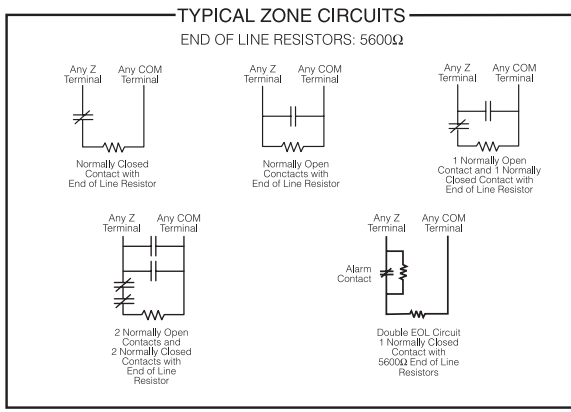 TYPICAL ZONE CIRCUITS
END OF LINE RESISTORS: 5600Ω
Any Z Terminal
Any COM Terminal
Normally Closed
Contact with
End of Line Resistor
Any Z Terminal
Any COM Terminal
Normally Open
Conctacts with
End of Line Resistor
Any Z Terminal
Any COM Terminal
1 Normally Open
Contact and 1 Normally
Closed Contact with
End of Line Resistor
Any Z Terminal
Any COM Terminal
2 Normally Open
Contacts and
2 Normally Closed
Contacts with
End of Line
Resistor
Any Z Terminal
Any COM Terminal
Alarm
Contact
Double EOL Circuit
1 Normally Closed
Contact with
5600Ω End of Line
Resistors